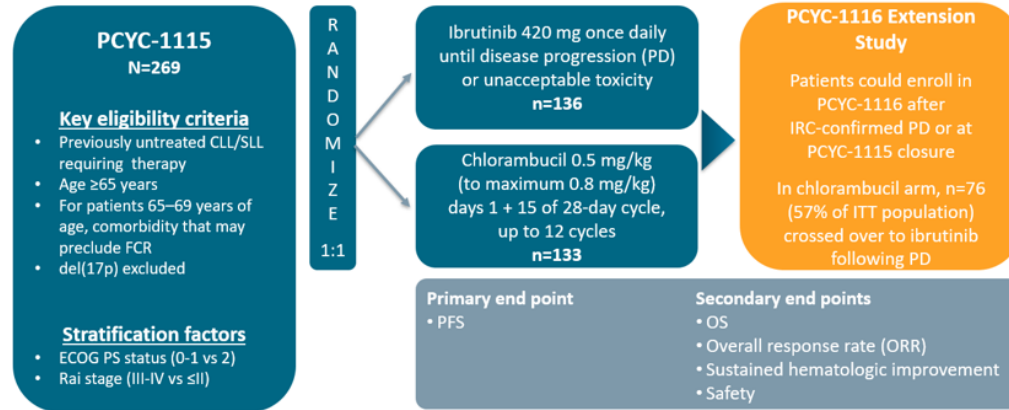 PCYC-1115
N=269
Key eligibility criteria
• Previously untreated CLL/SLL
requiring therapy
• Age ≥65 years
• For patients 65–69 years of
age, comorbidity that may
preclude FCR
• del(17p) excluded
Stratification factors
• ECOG PS status (0-1 vs 2)
• Rai stage (III-IV vs ≤II)
R
A
N
D
O
M
I
Z
E
1:1
Ibrutinib 420 mg once daily
until disease progression (PD)
or unacceptable toxicity
n=136
Chlorambucil 0.5 mg/kg
(to maximum 0.8 mg/kg)
days 1 + 15 of 28-day cycle,
up to 12 cycles
n=133
PCYC-1116 Extension
Study
Patients could enroll in
PCYC-1116 after
IRC-confirmed PD or at
PCYC-1115 closure
In chlorambucil arm, n=76
(57% of ITT population)
crossed over to ibrutinib
following PD
Primary end point
• PFS
Secondary end points
• OS
• Overall response rate (ORR)
• Sustained hematologic improvement
• Safety